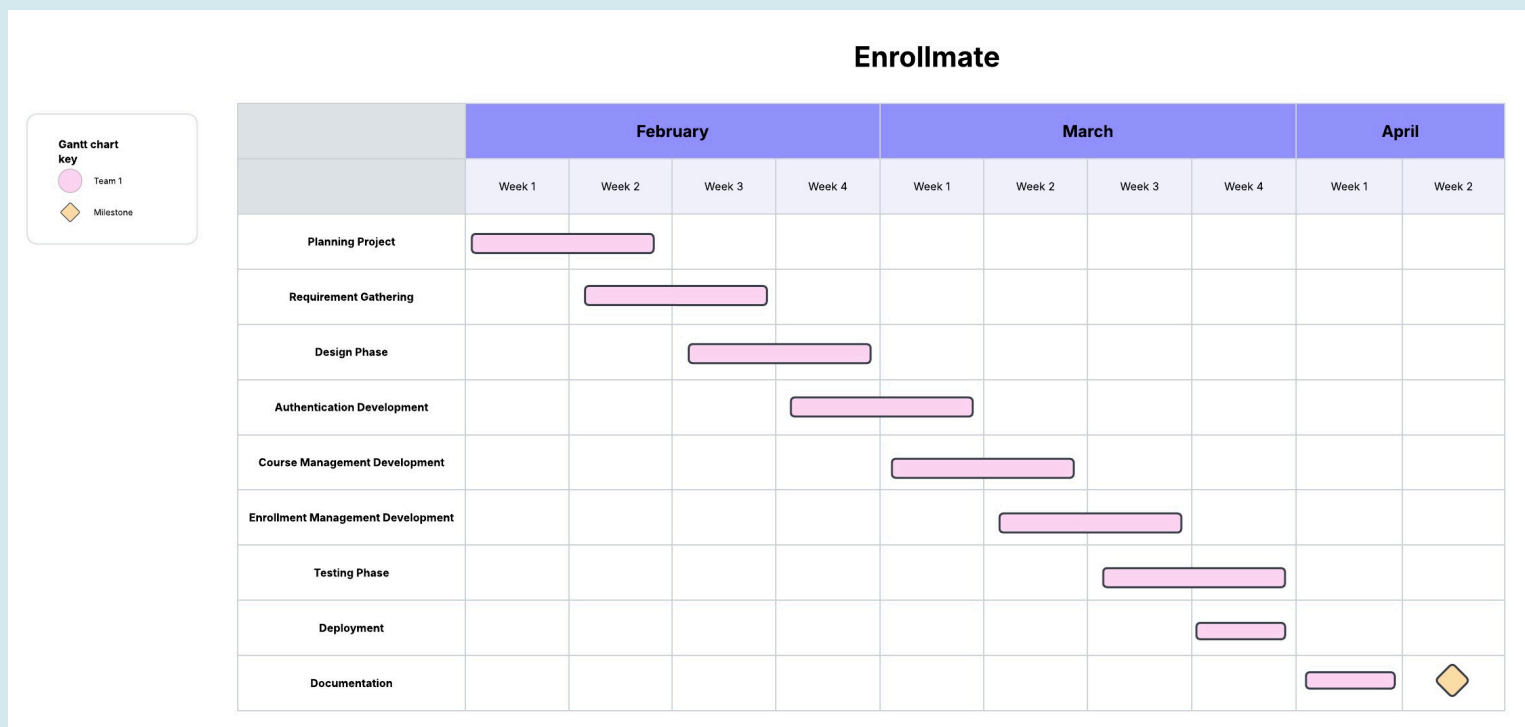 Enrollmate
Gantt chart
key
Team 1
Milestone
February March April
Week 1 Week 2 Week 3 Week 4 Week 1 Week 2 Week 3 Week 4 Week 1 Week 2
Planning Project
Requirement Gathering
Design Phase
Authentication Development
Course Management Development
Enrollment Management Development
Testing Phase
Deployment
Documentation